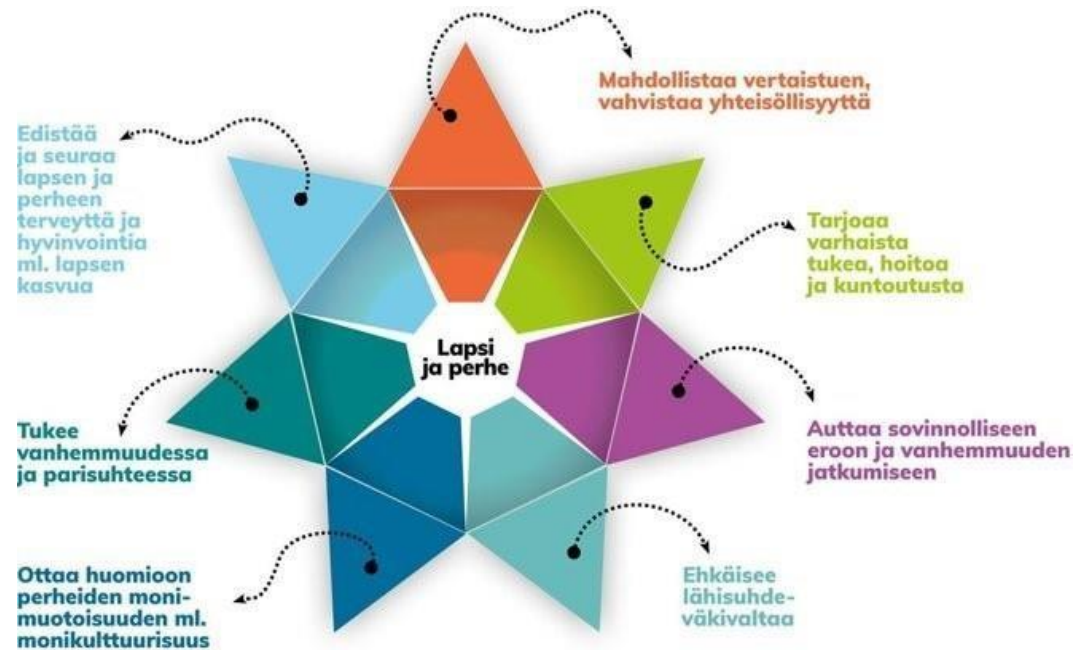 Mahdollistaa vertaistuen,
vahvistaa yhteisöllisyyttä
Tarjoaa
varhaista
tukea, hoitoa
ja kuntoutusta
Auttaa sovinnolliseen
eroon ja vanhemmuuden
jatkumiseen
Ehkäisee
lähisuhde-
väkivaltaa
Ottaa huomioon
perheiden moni-
muotoisuuden ml.
monikulttuurisuus
Tukee
vanhemmuudessa
ja parisuhteessa
Edistää
ja seuraa
lapsen ja
perheen
terveyttä ja
hyvinvointia
ml. lapsen
kasvua
Lapsi
ja perhe